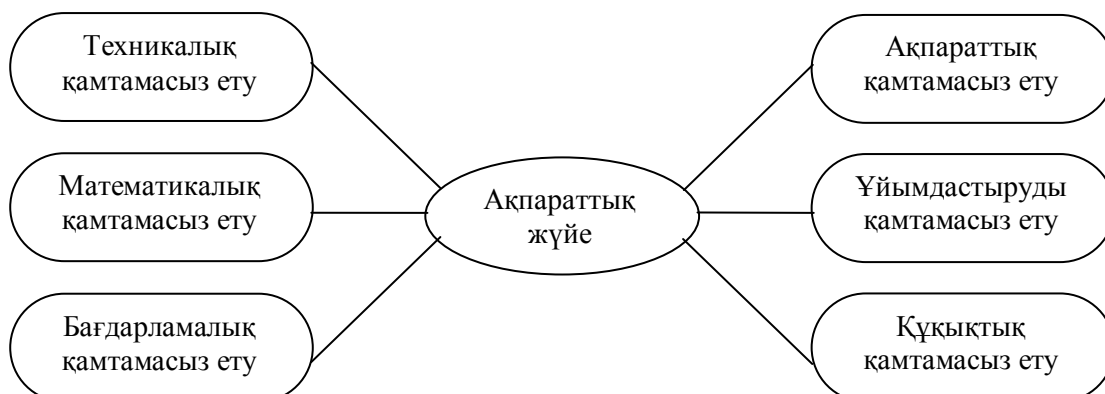 Техникалық
қамтамасыз ету
Ақпараттық
қамтамасыз ету
Математикалық
қамтамасыз ету
Ақпараттық
жүйе
Ұйымдастыруды
қамтамасыз ету
Бағдарламалық
қамтамасыз ету
Құқықтық
қамтамасыз ету